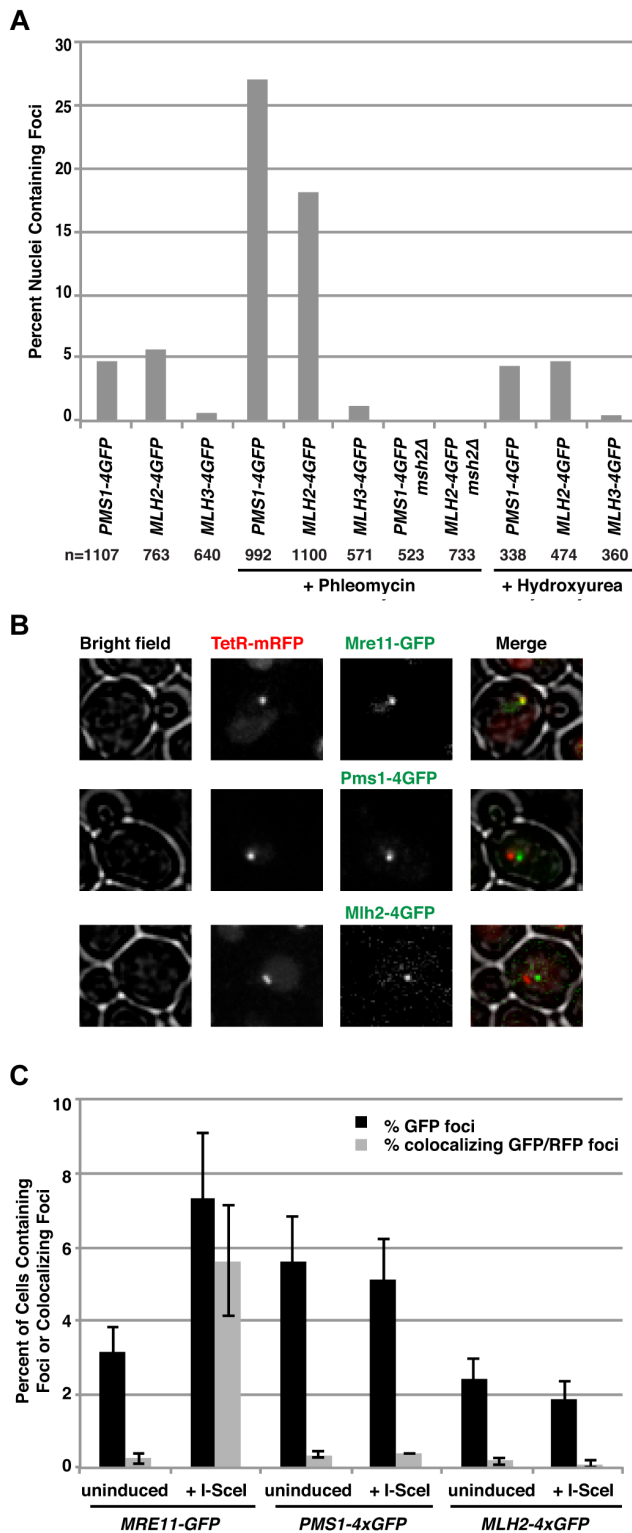 A
Percent Nuclei Containing Foci
30
25
20
15
10
5
0
PMS1-4GFP
MLH2-4GFP
MLH3-4GFP
PMS1-4GFP
MLH2-4GFP
MLH3-4GFP
PMS1-4GFP
msh2Δ
MLH2-4GFP
msh2Δ
PMS1-4GFP
MLH2-4GFP
MLH3-4GFP
n=1107 763 640 992 1100 571 523 733 338 474 360
+ Phleomycin + Hydroxyurea
B
Bright field TetR-mRFP Mre11-GFP Merge
Pms1-4GFP
Mlh2-4GFP
C
Percent of Cells Containing
Foci or Colocalizing Foci
10
8
6
4
2
0
% GFP foci
% colocalizing GFP/RFP foci
uninduced + I-SceI uninduced + I-SceI uninduced + I-SceI
MRE11-GFP PMS1-4xGFP MLH2-4xGFP